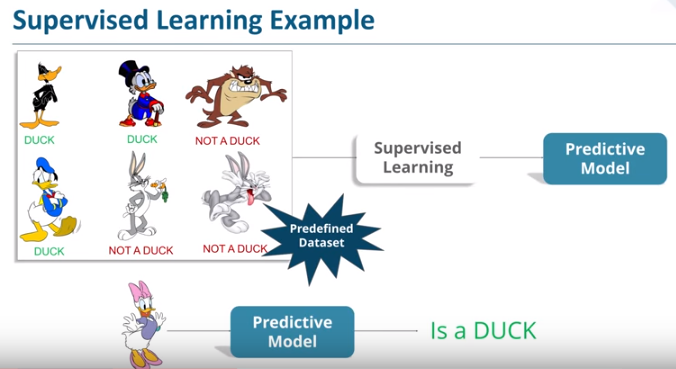 Supervised Learning Example
DUCK
DUCK
NOT A DUCK
DUCK
NOT A DUCK
NOT A DUCK
Predefined
Dataset
Supervised
Learning
Predictive
Model
Predictive
Model
Is a DUCK